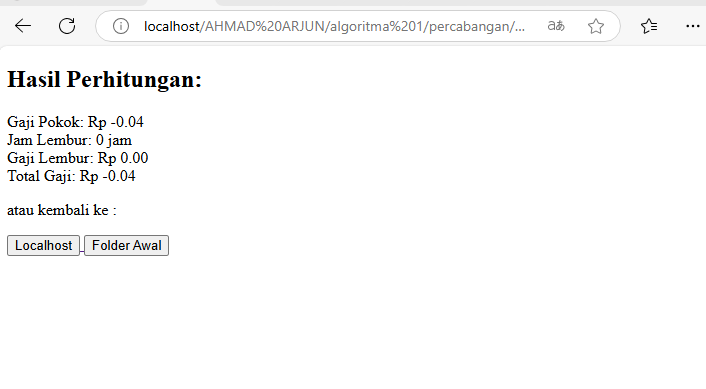 localhost/AHMAD%20ARJUN/algoritma%201/percabangan/...
Hasil Perhitungan:
Gaji Pokok: Rp -0.04
Jam Lembur: 0 jam
Gaji Lembur: Rp 0.00
Total Gaji: Rp -0.04
atau kembali ke :
Localhost Folder Awal